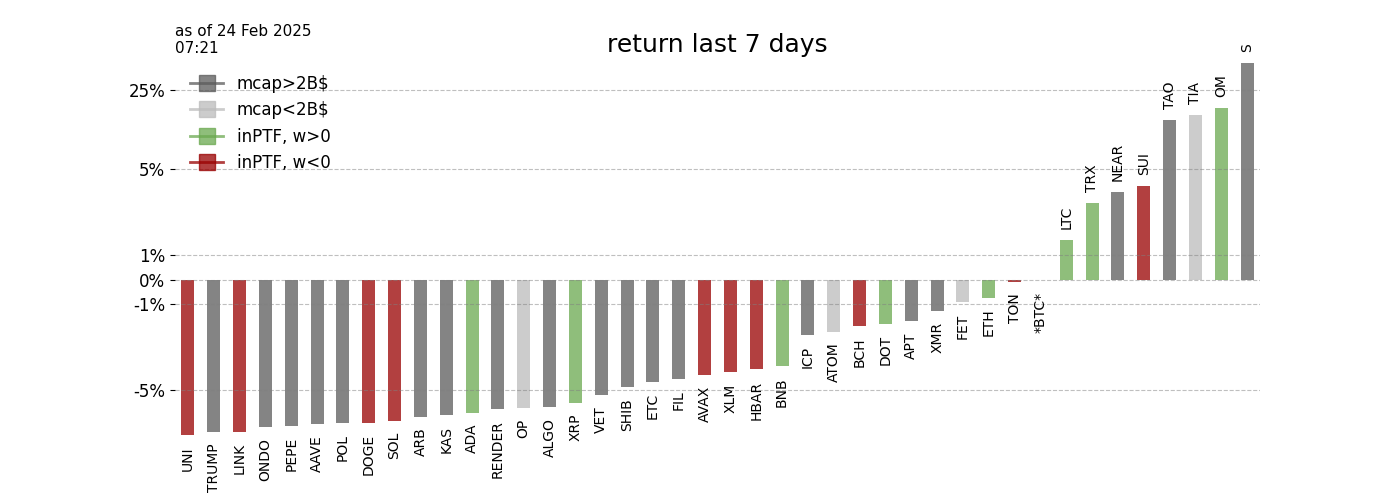 as of 24 Feb 2025
07:21
return last 7 days
mcap>2B$
mcap<2B$
inPTF, w>0
inPTF, w<0
25%
5%
1%
0%
-1%
-5%
UNI
TRUMP
LINK
ONDO
PEPE
AAVE
POL
DOGE
SOL
ARB
KAS
ADA
RENDER
OP
ALGO
XRP
VET
SHIB
ETC
FIL
AVAX
XLM
HBAR
BNB
ICP
ATOM
BCH
DOT
APT
XMR
FET
ETH
TON
*BTC*
LTC
TRX
NEAR
SUI
TAO
TIA
OM
S